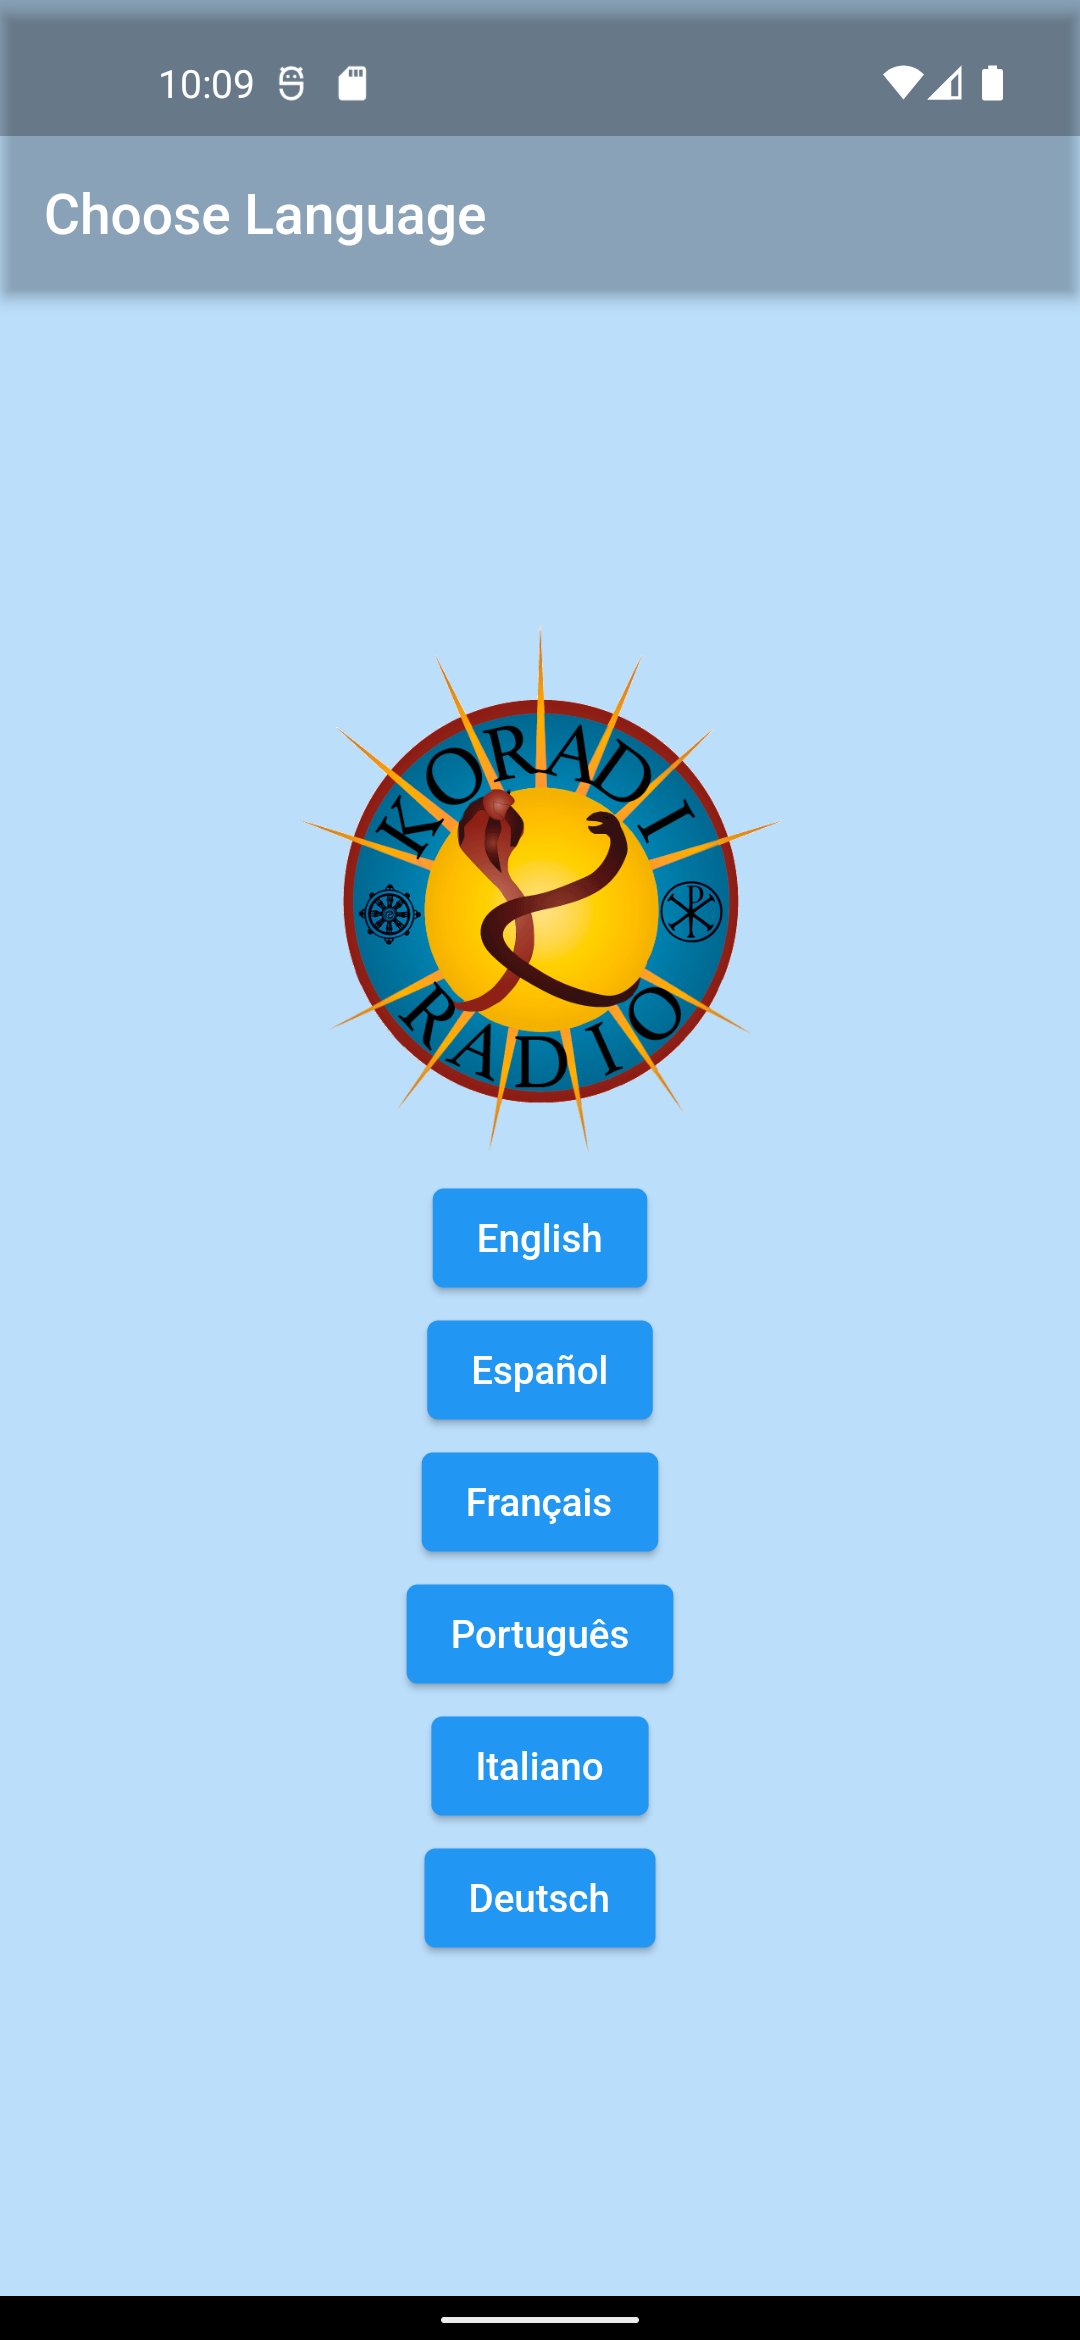 10:09
Choose Language
KORADI
RADIO
English
Español
Français
Português
Italiano
Deutsch